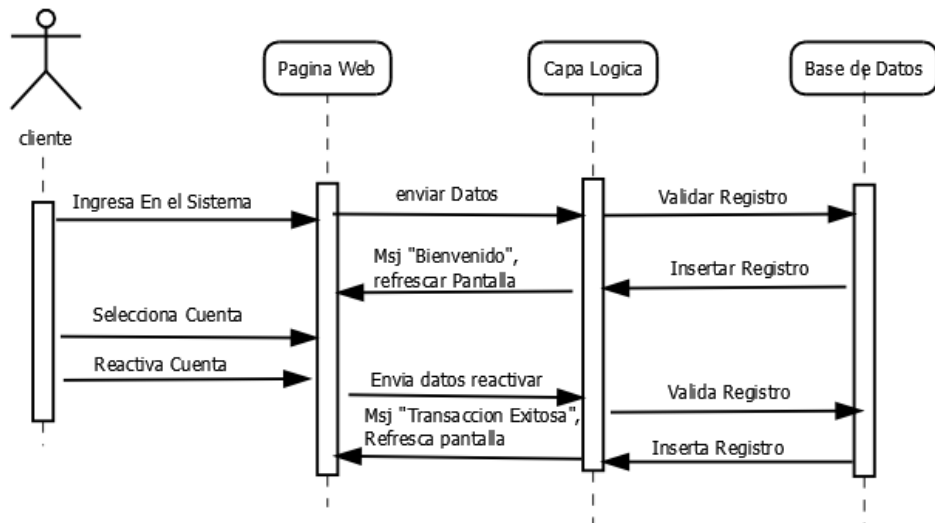 Pagina Web
Capa Logica
Base de Datos
cliente
Ingresa En el Sistema
enviar Datos
Validar Registro
Msj "Bienvenido",
refrescar Pantalla
Insertar Registro
Selecciona Cuenta
Reactiva Cuenta
Envia datos reactivar
Valida Registro
Msj "Transaccion Exitosa",
Refresca pantalla
Inserta Registro